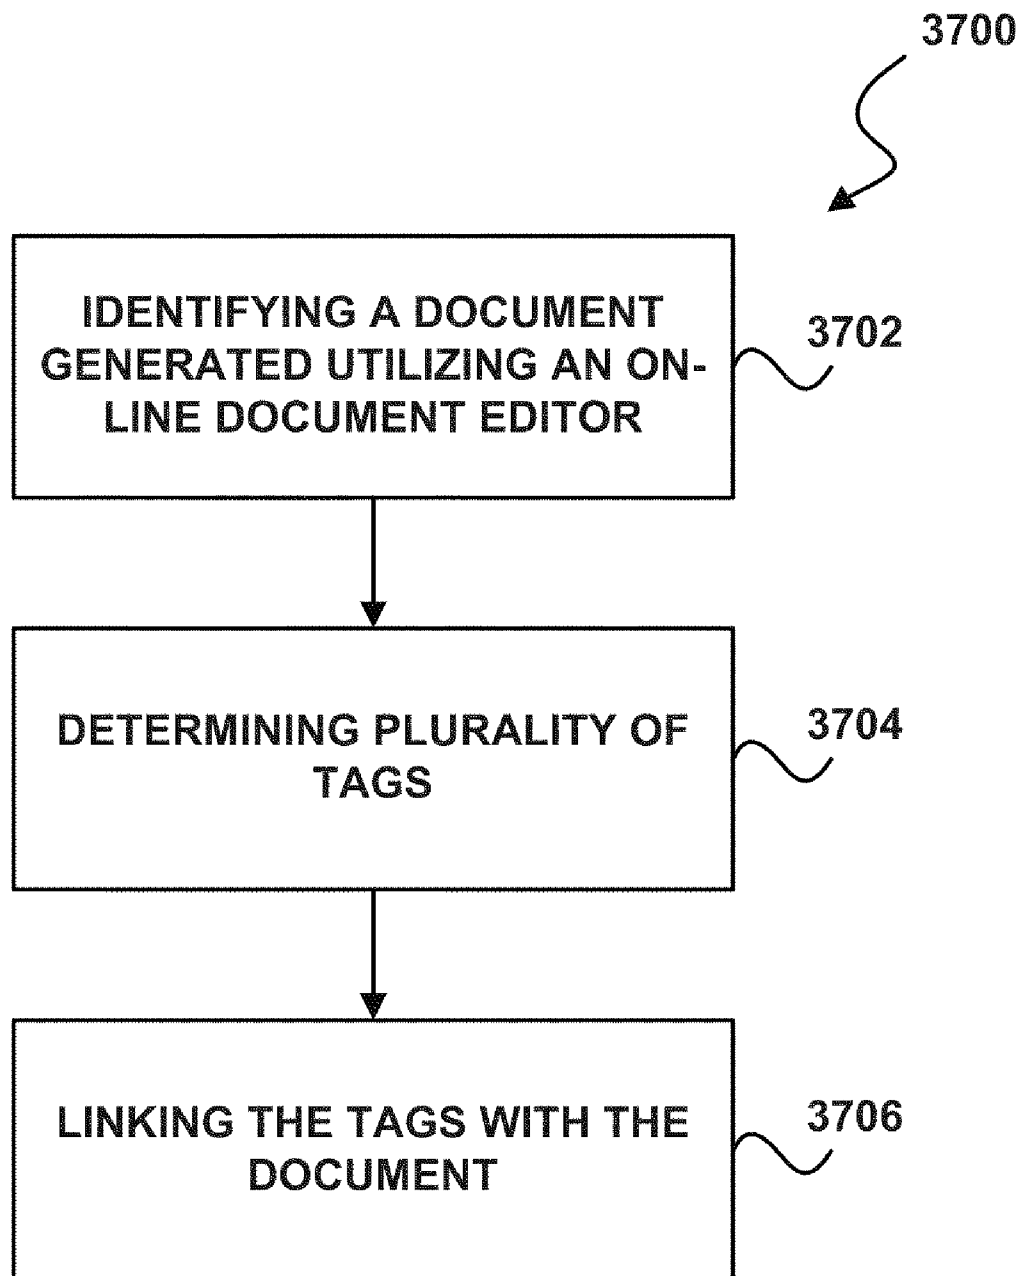 3700
IDENTIFYING A DOCUMENT
GENERATED UTILIZING AN ON-
LINE DOCUMENT EDITOR
3702
DETERMINING PLURALITY OF
TAGS
3704
LINKING THE TAGS WITH THE
DOCUMENT
3706